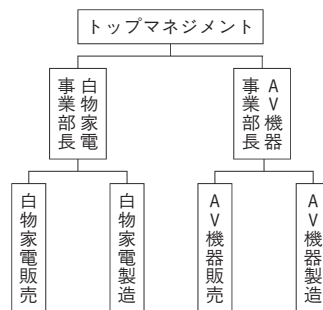 トップマネジメント
白物家電
事業部長
AV機器
事業部長
白物家電販売
白物家電製造
AV機器販売
AV機器製造